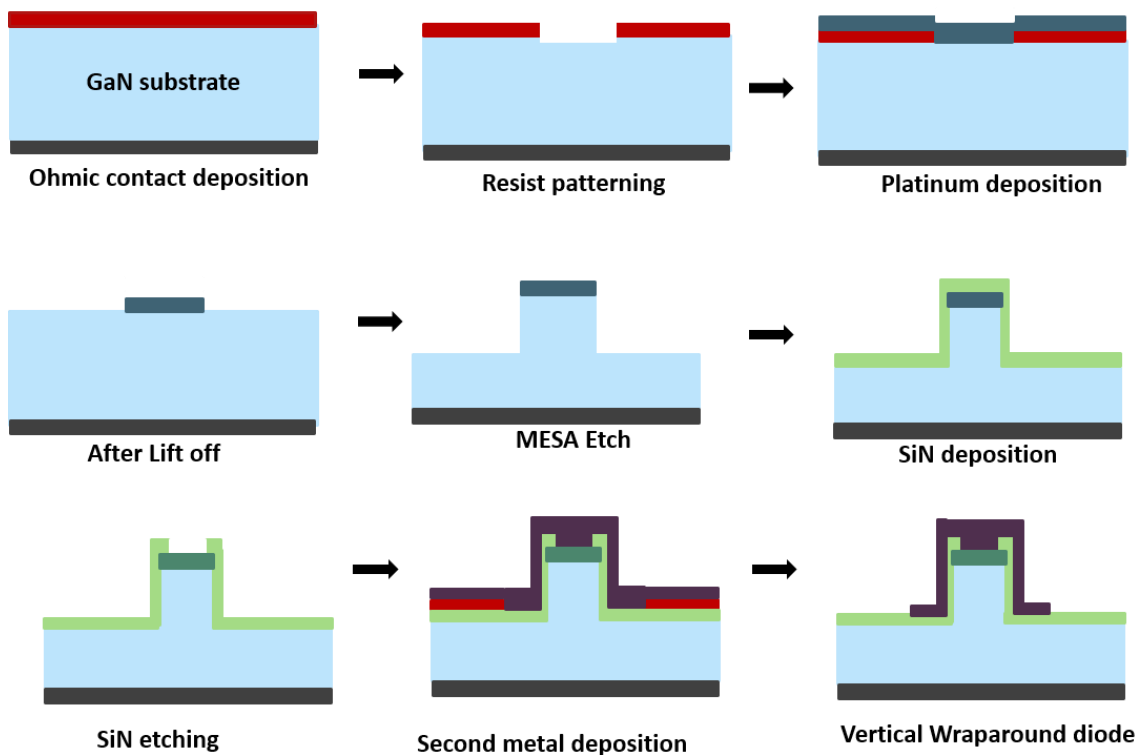 GaN substrate
Ohmic contact deposition
Resist patterning
Platinum deposition
After Lift off
MESA Etch
SiN deposition
SiN etching
Second metal deposition
Vertical Wraparound diode